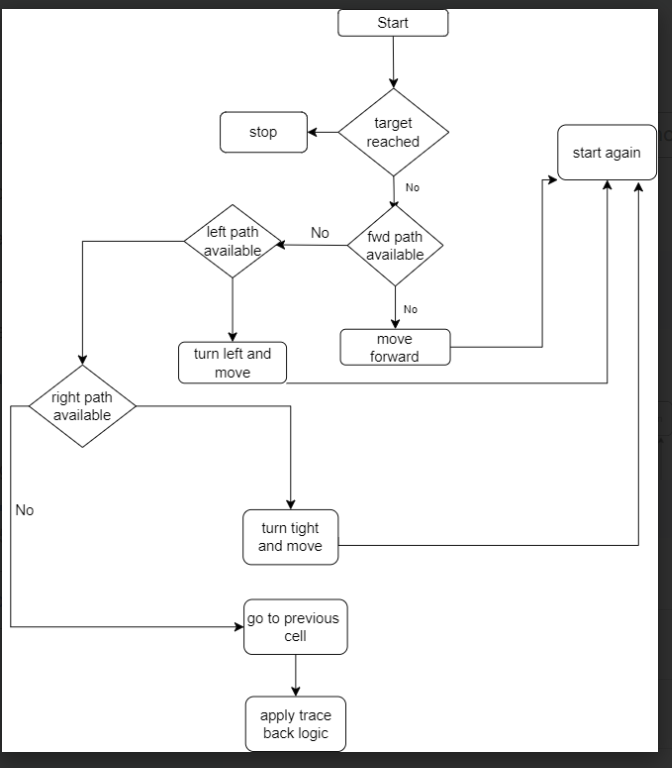 Start
target
reached
stop
start again
No
left path
available
No
fwd path
available
No
move
forward
turn left and
move
right path
available
No
turn tight
and move
go to previous
cell
apply trace
back logic